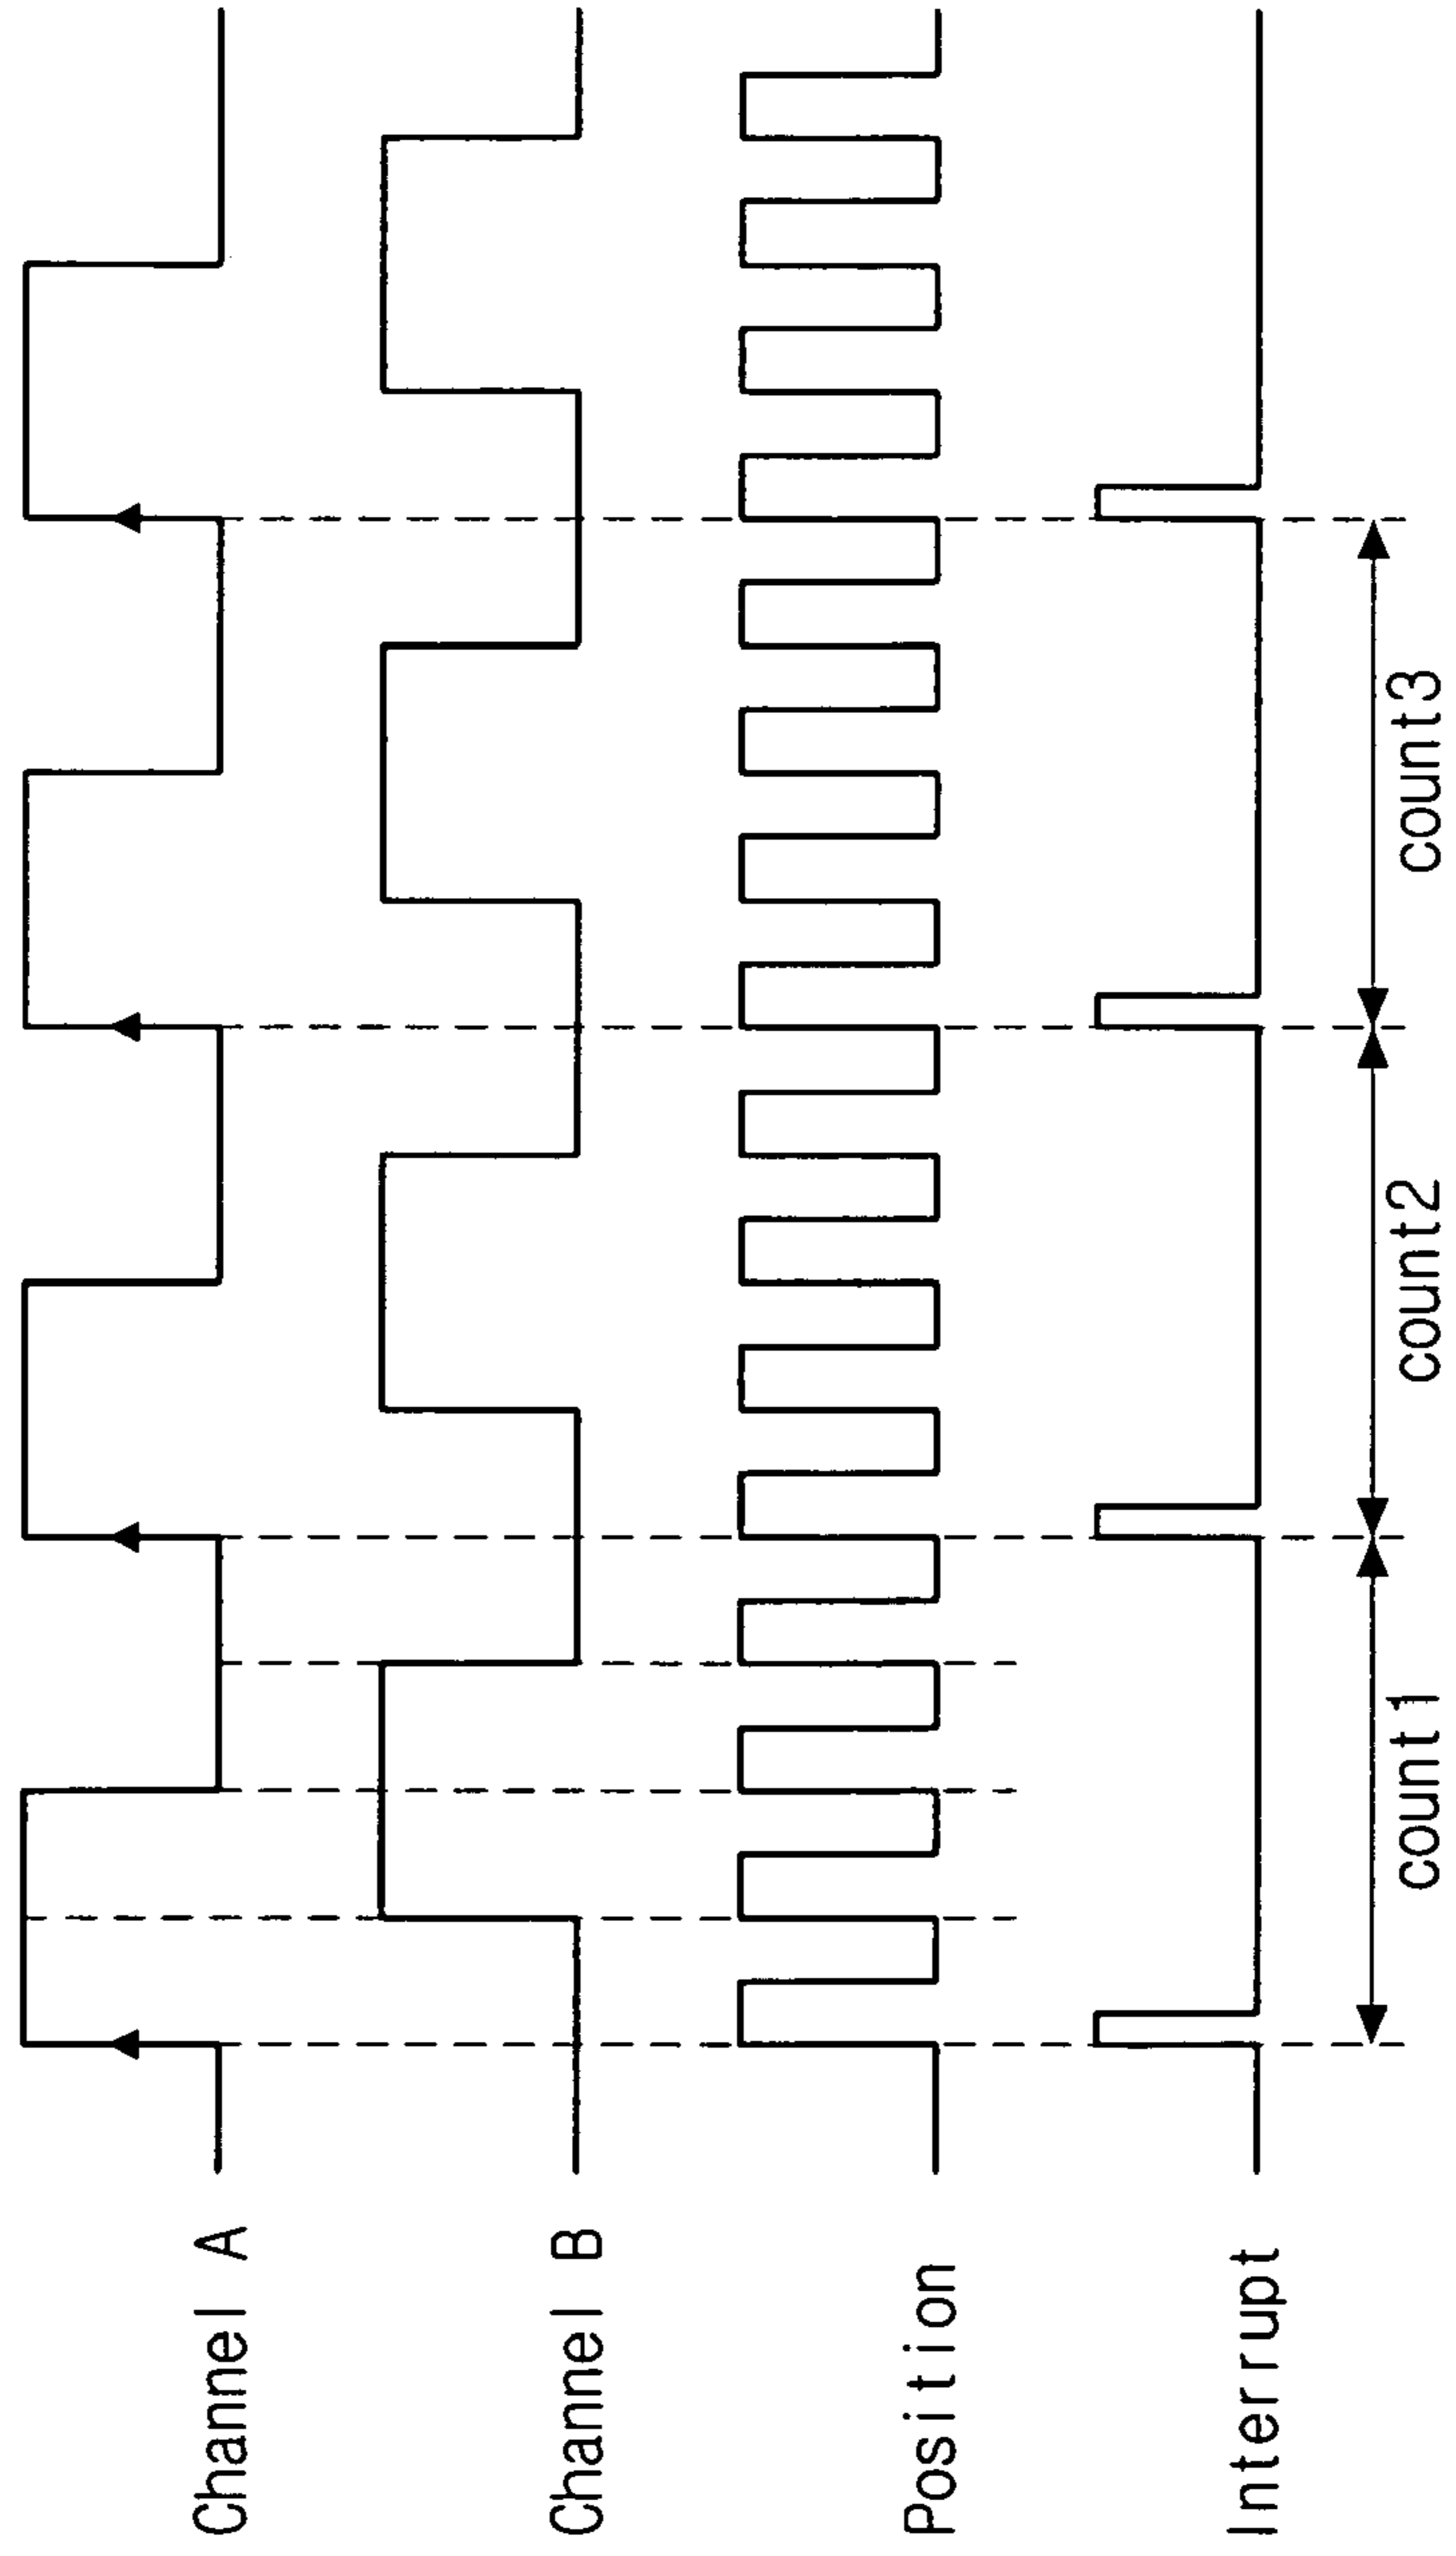 Channel A
Channel B
Position
Interrupt
count1
count2
count3